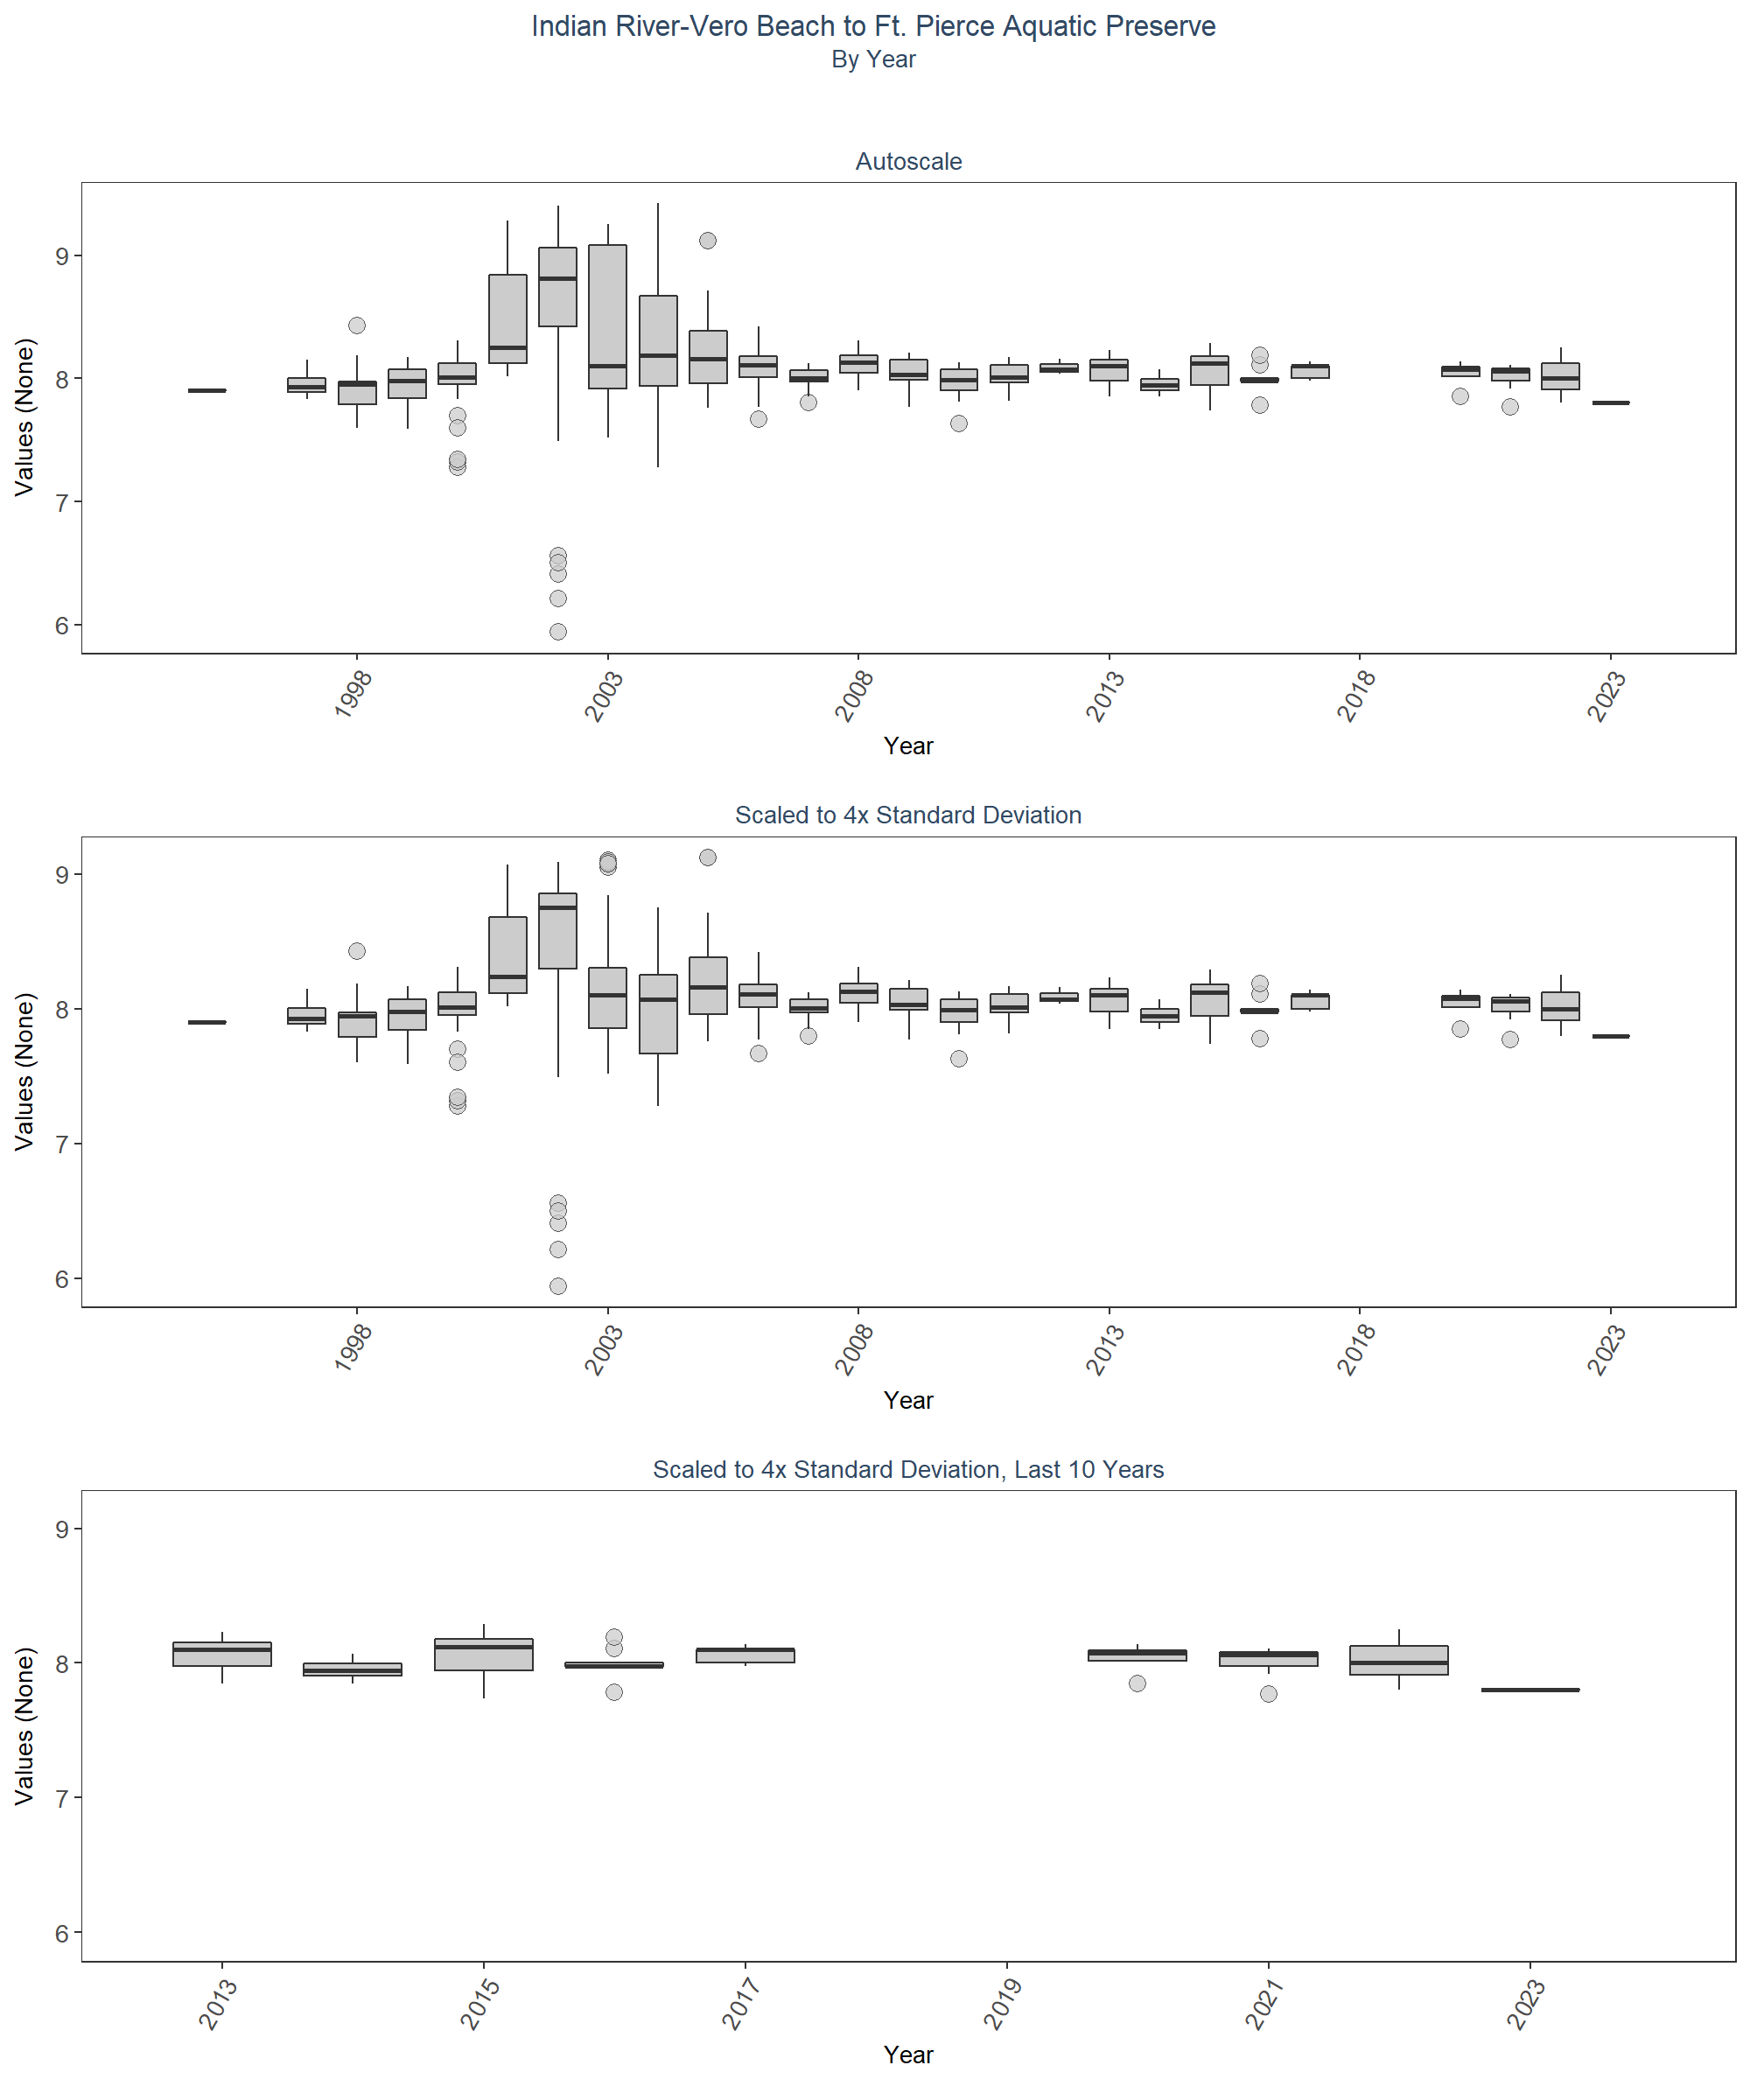 Indian River-Vero Beach to Ft. Pierce Aquatic Preserve
By Year
Autoscale
Values (None)
9
8
7
6
1998 2003 2008 2013 2018 2023
Year
Scaled to 4x Standard Deviation
Values (None)
9
8
7
6
1998 2003 2008 2013 2018 2023
Year
Scaled to 4x Standard Deviation, Last 10 Years
Values (None)
9
8
7
6
2013 2015 2017 2019 2021 2023
Year